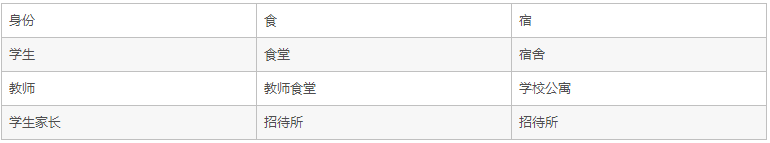 身份 食 宿
学生 食堂 宿舍
教师 教师食堂 学校公寓
学生家长 招待所 招待所